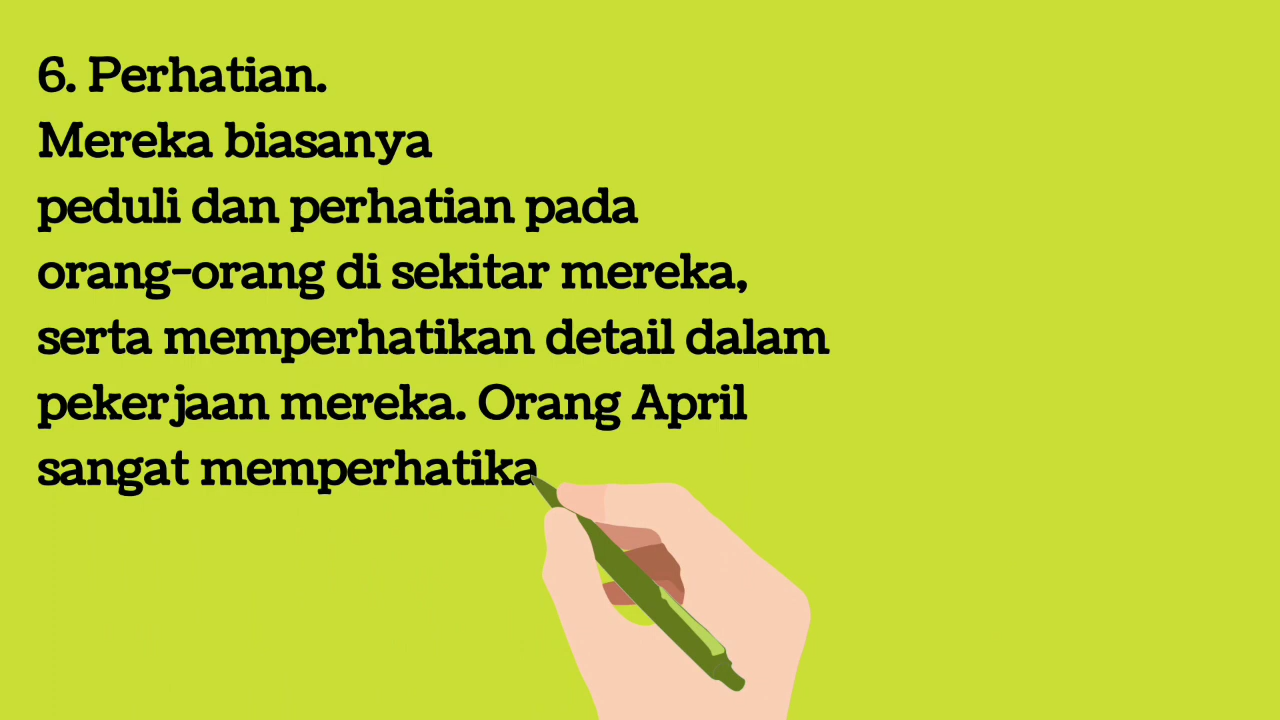 6. Perhatian.
Mereka biasanya
peduli dan perhatian pada
orang-orang di sekitar mereka,
serta memperhatikan detail dalam
pekerjaan mereka. Orang April
sangat memperhatika